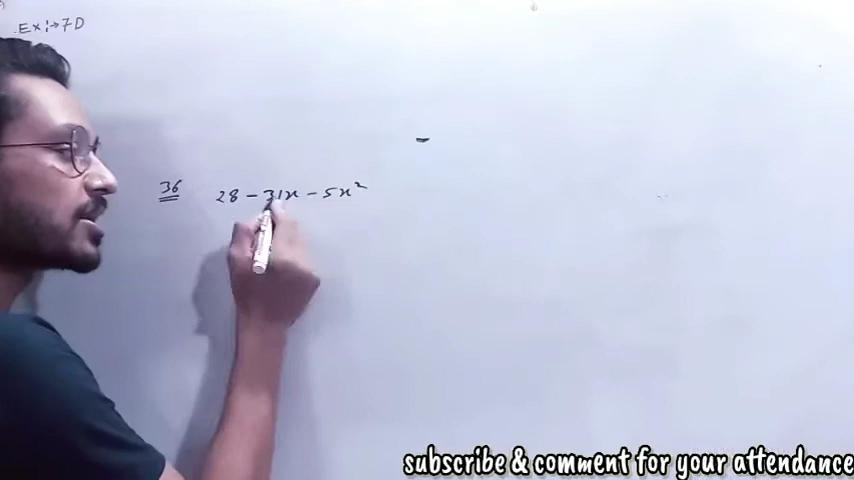 Ex:→7D
36 28 - 31x - 5x²
subscribe & comment for your attendance